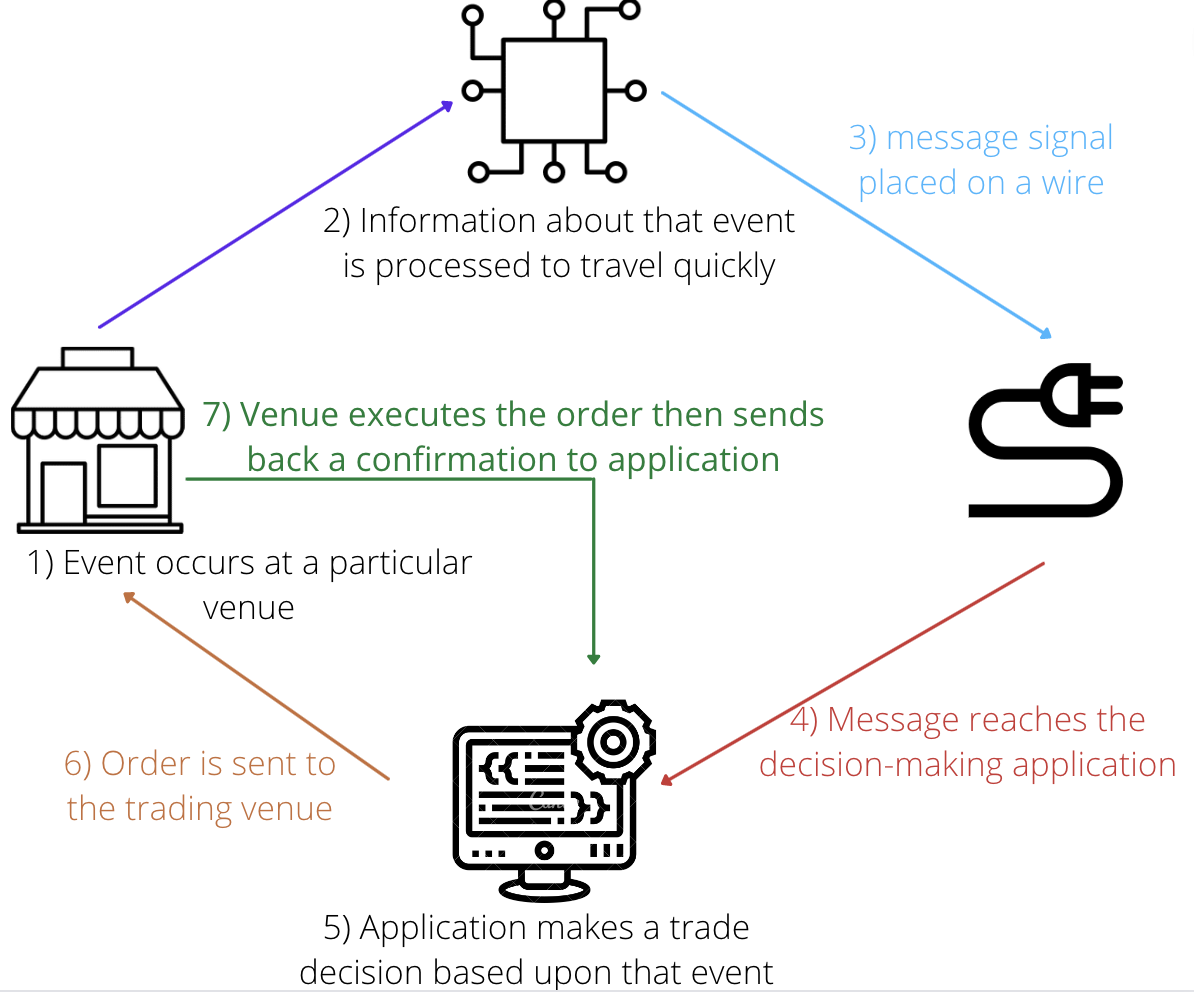 3) message signal
placed on a wire
2) Information about that event
is processed to travel quickly
7) Venue executes the order then sends
back a confirmation to application
1) Event occurs at a particular
venue
4) Message reaches the
decision-making application
6) Order is sent to
the trading venue
5) Application makes a trade
decision based upon that event